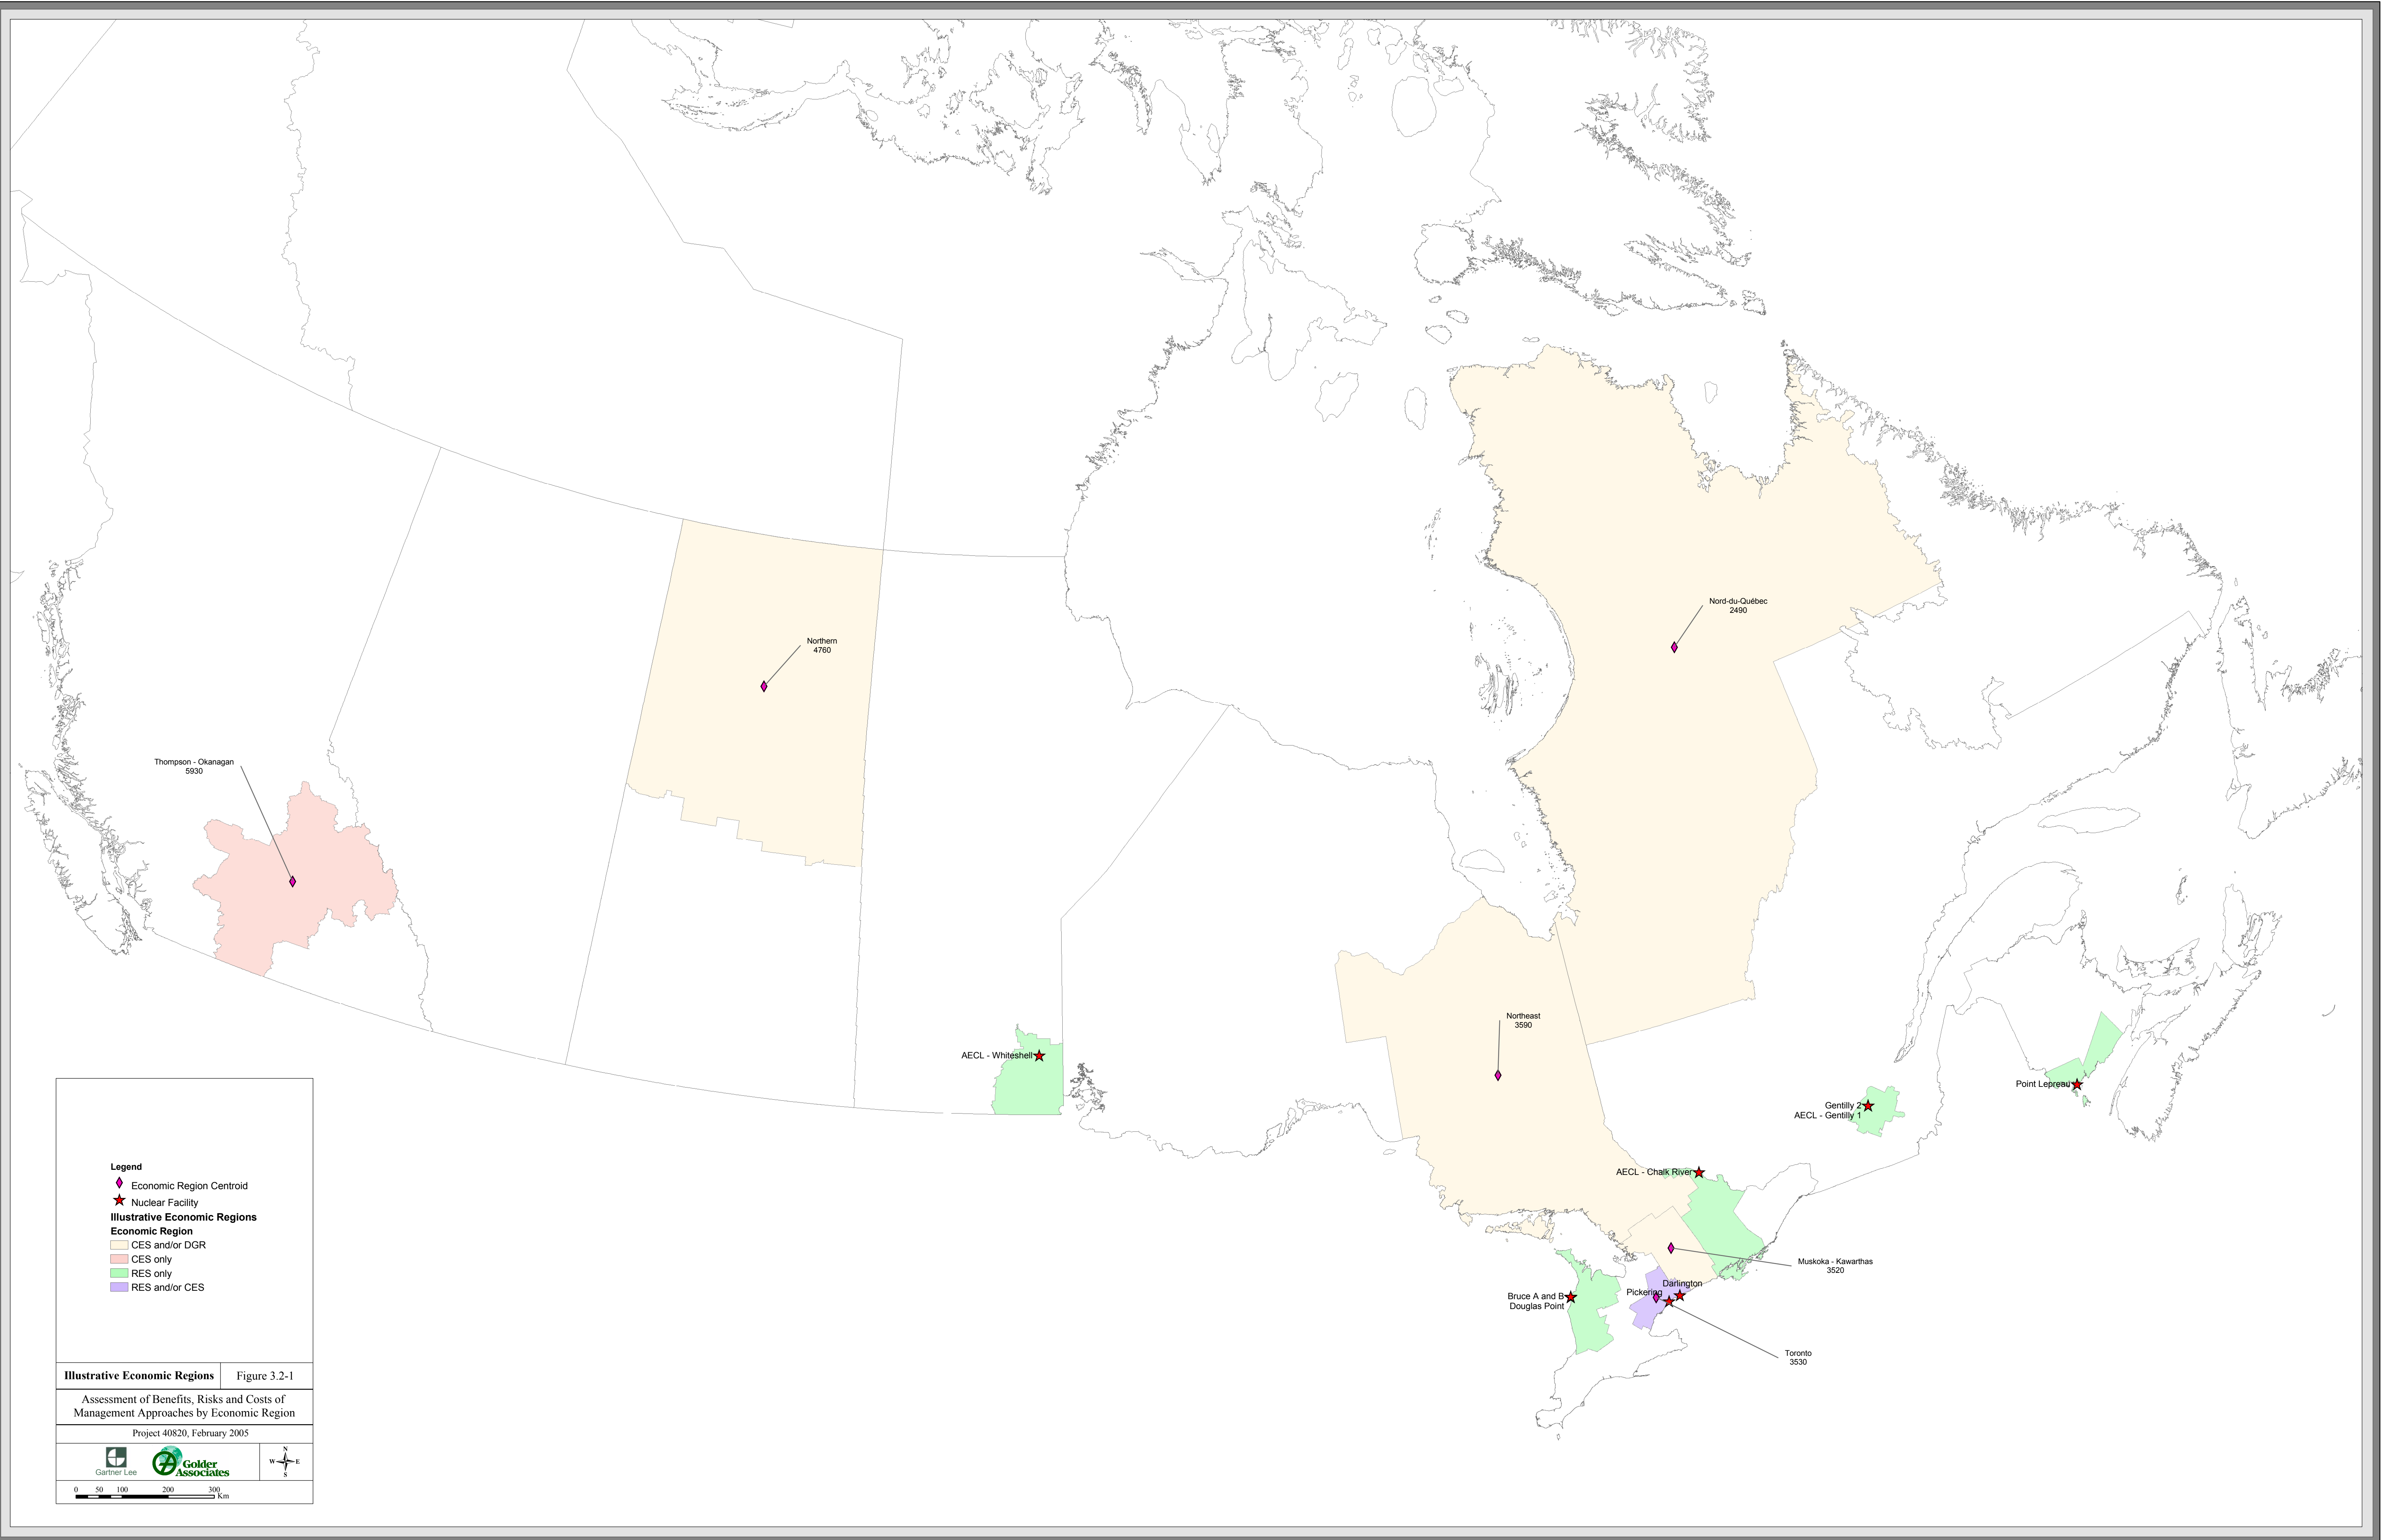 Nord-du-Québec
2490
Northern
4760
Thompson - Okanagan
5930
Northeast
3590
AECL - Whiteshell
Point Lepreau
Gentilly 2
AECL - Gentilly 1
AECL - Chalk River
Muskoka - Kawarthas
3520
Darlington
Pickering
Bruce A and B
Douglas Point
Toronto
3530
Legend
Economic Region Centroid
Nuclear Facility
Illustrative Economic Regions
Economic Region
CES and/or DGR
CES only
RES only
RES and/or CES
Illustrative Economic Regions Figure 3.2-1
Assessment of Benefits, Risks and Costs of
Management Approaches by Economic Region
Project 40820, February 2005
Gartner Lee
Golder
Associates
N
W E
S
0 50 100 200 300
Km